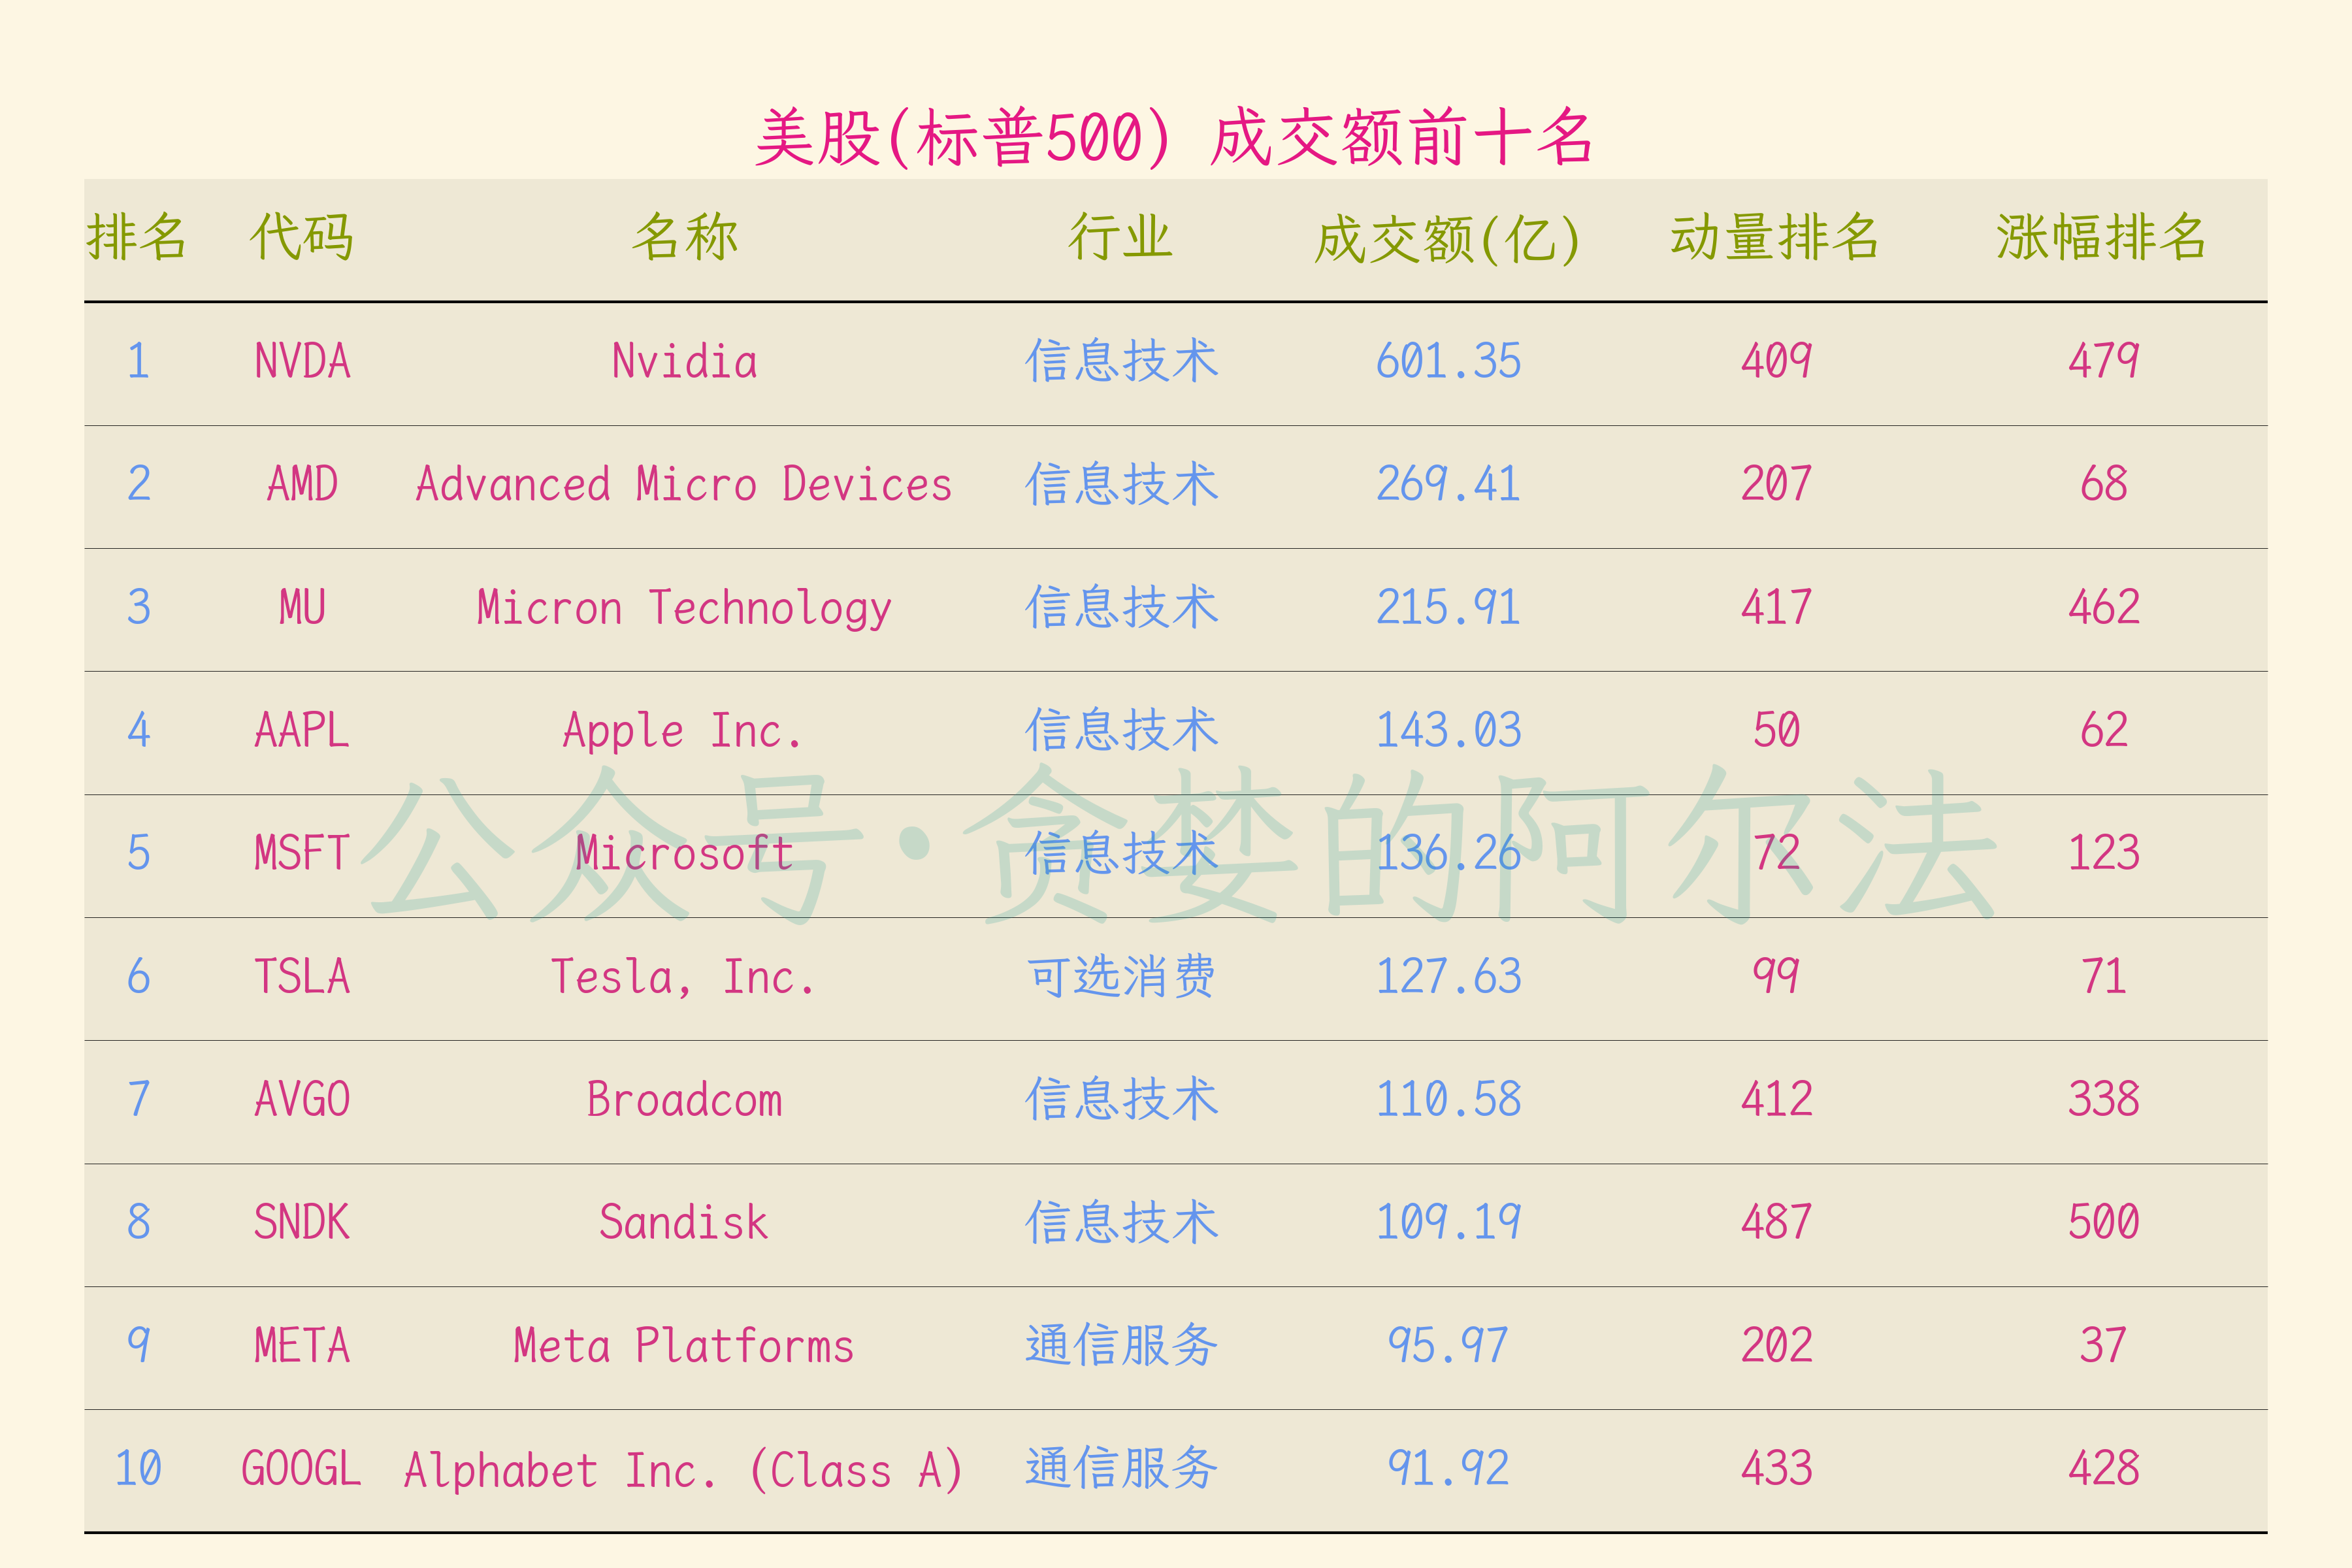 美股(标普500) 成交额前十名
排名 代码 名称 行业 成交额(亿) 动量排名 涨幅排名
1 NVDA Nvidia 信息技术 601.35 409 479
2 AMD Advanced Micro Devices 信息技术 269.41 207 68
3 MU Micron Technology 信息技术 215.91 417 462
4 AAPL Apple Inc. 信息技术 143.03 50 62
5 MSFT Microsoft 信息技术 136.26 72 123
公众号·贪婪的阿尔法
6 TSLA Tesla, Inc. 可选消费 127.63 99 71
7 AVGO Broadcom 信息技术 110.58 412 338
8 SNDK Sandisk 信息技术 109.19 487 500
9 META Meta Platforms 通信服务 95.97 202 37
10 GOOGL Alphabet Inc. (Class A) 通信服务 91.92 433 428